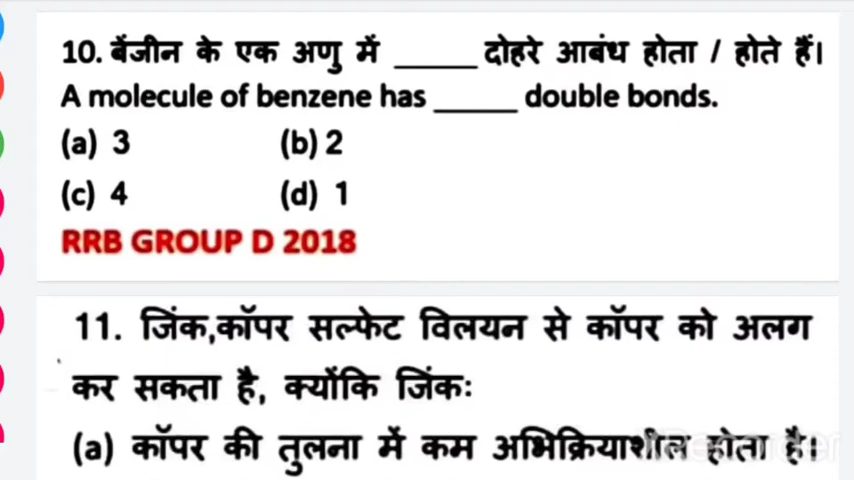 10. बेंजीन के एक अणु में _____ दोहरे आबंध होता / होते हैं।
A molecule of benzene has _____ double bonds.
(a) 3 (b) 2
(c) 4 (d) 1
RRB GROUP D 2018
11. जिंक,कॉपर सल्फेट विलयन से कॉपर को अलग
कर सकता है, क्योंकि जिंकः
(a) कॉपर की तुलना में कम अभिक्रियाशील होता है।
XRecorder